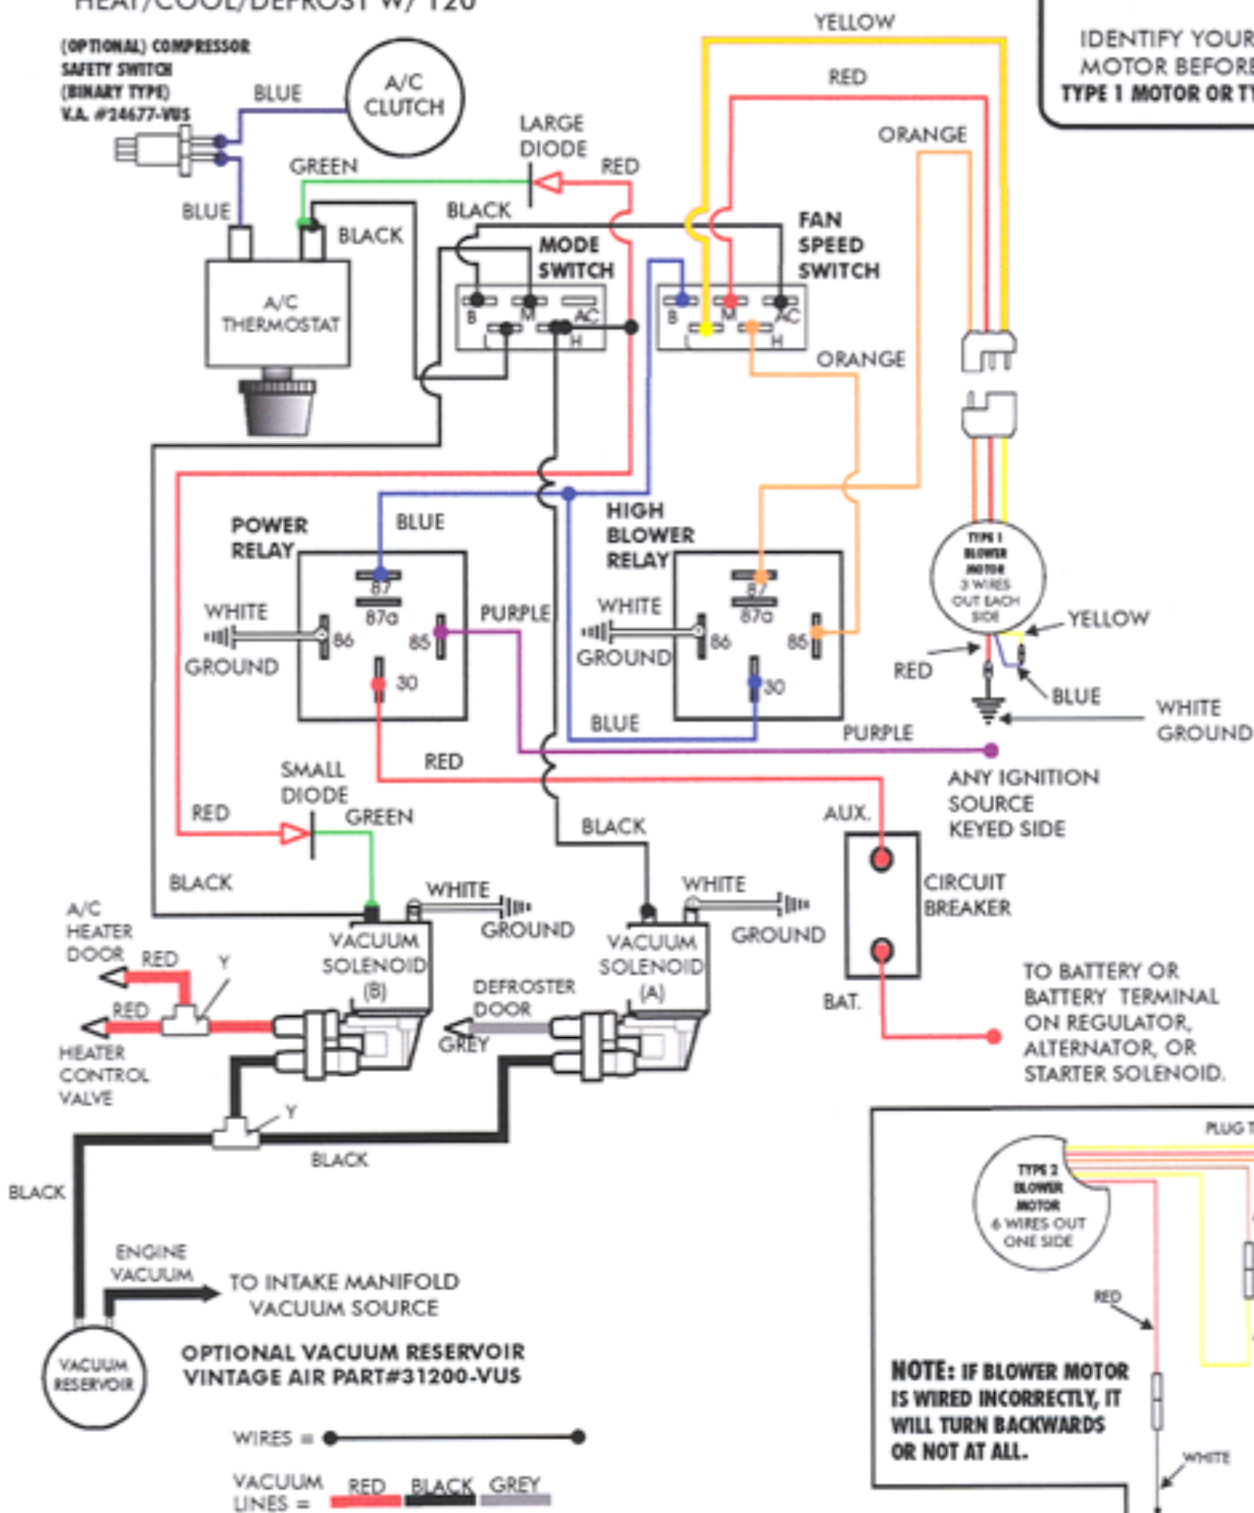 HEAT/COOL/DEFROST W/ 120
(OPTIONAL) COMPRESSOR
SAFETY SWITCH
(BINARY TYPE)
V.A. #24677-VUS
BLUE
A/C
CLUTCH
BLUE
GREEN
LARGE
DIODE
RED
BLACK
BLACK
A/C
THERMOSTAT
MODE
SWITCH
B
M
AC
L
H
YELLOW
RED
ORANGE
FAN
SPEED
SWITCH
B
M
AC
L
H
ORANGE
IDENTIFY YOUR
MOTOR BEFORE
TYPE 1 MOTOR OR TY
POWER
RELAY
BLUE
WHITE
GROUND
87
87a
86
85
30
PURPLE
HIGH
BLOWER
RELAY
WHITE
GROUND
87
87a
86
85
30
BLUE
TYPE 1
BLOWER
MOTOR
3 WIRES
OUT EACH
SIDE
YELLOW
RED
BLUE
WHITE
GROUND
PURPLE
ANY IGNITION
SOURCE
KEYED SIDE
RED
SMALL
DIODE
RED
GREEN
BLACK
BLACK
AUX.
CIRCUIT
BREAKER
BAT.
TO BATTERY OR
BATTERY TERMINAL
ON REGULATOR,
ALTERNATOR, OR
STARTER SOLENOID.
A/C
HEATER
DOOR
RED
Y
RED
HEATER
CONTROL
VALVE
WHITE
GROUND
VACUUM
SOLENOID
(B)
DEFROSTER
DOOR
GREY
WHITE
GROUND
VACUUM
SOLENOID
(A)
Y
BLACK
BLACK
ENGINE
VACUUM
TO INTAKE MANIFOLD
VACUUM SOURCE
VACUUM
RESERVOIR
OPTIONAL VACUUM RESERVOIR
VINTAGE AIR PART#31200-VUS
WIRES =
VACUUM
LINES =
RED
BLACK
GREY
PLUG T
TYPE 2
BLOWER
MOTOR
6 WIRES OUT
ONE SIDE
RED
NOTE: IF BLOWER MOTOR
IS WIRED INCORRECTLY, IT
WILL TURN BACKWARDS
OR NOT AT ALL.
WHITE